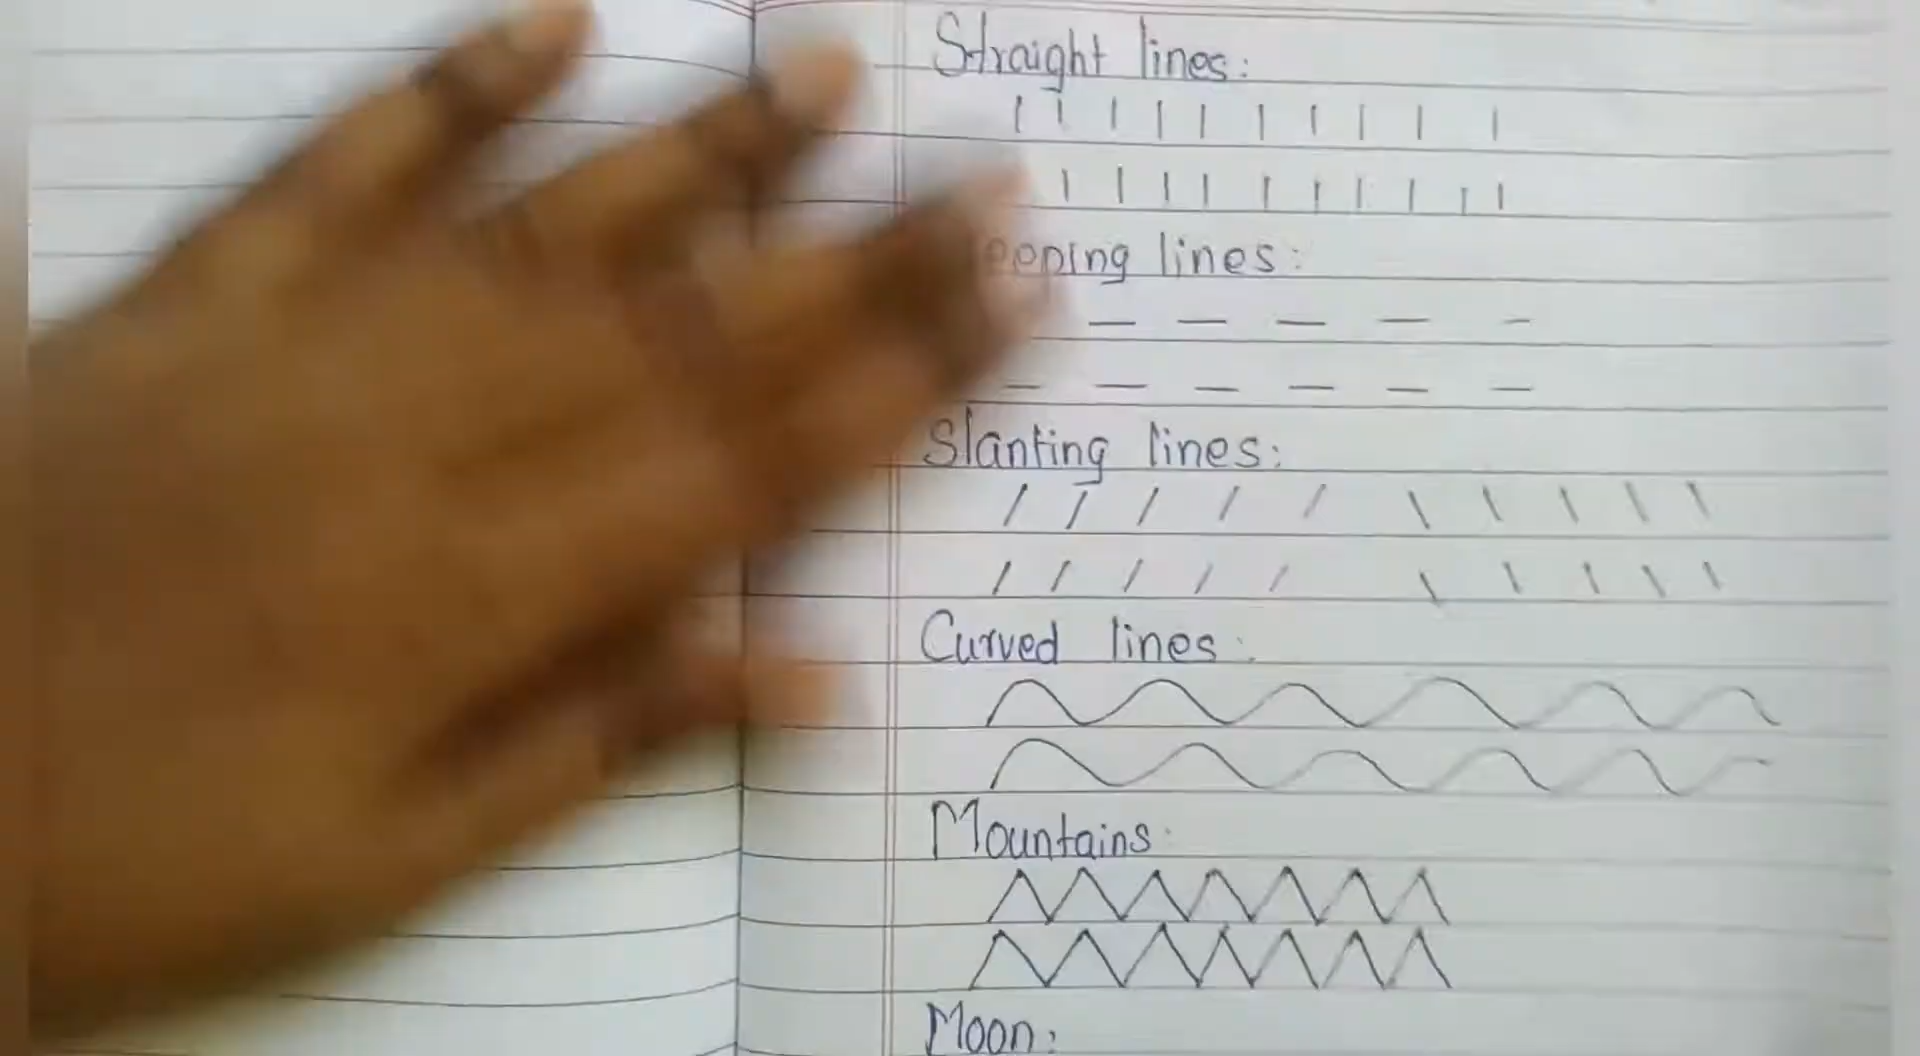 Straight lines:
lines:
Slanting lines:
Curved lines:
Mountains:
Moon: